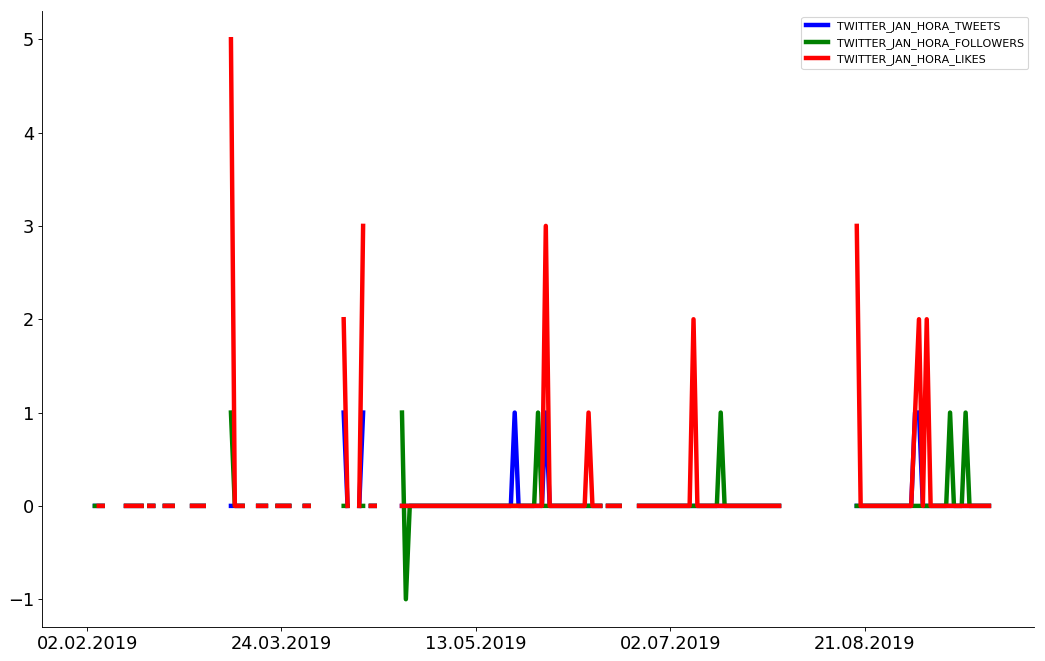 TWITTER_JAN_HORA_TWEETS
TWITTER_JAN_HORA_FOLLOWERS
TWITTER_JAN_HORA_LIKES
5
4
3
2
1
0
−1
02.02.2019 24.03.2019 13.05.2019 02.07.2019 21.08.2019